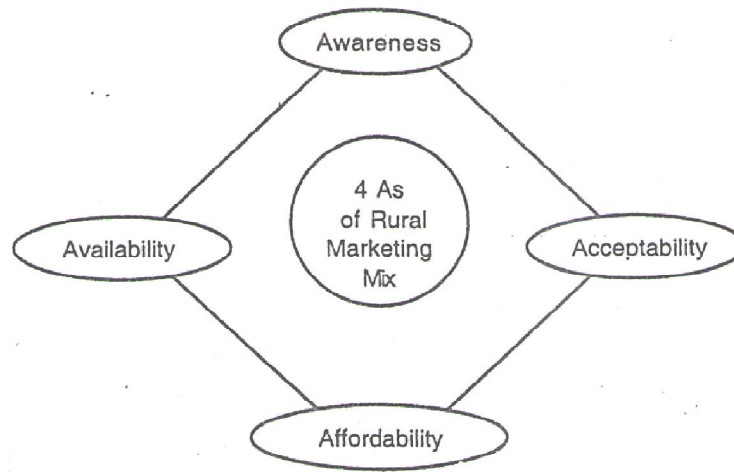 Awareness
4 As
of Rural
Marketing
Mix
Availability
Acceptability
Affordability